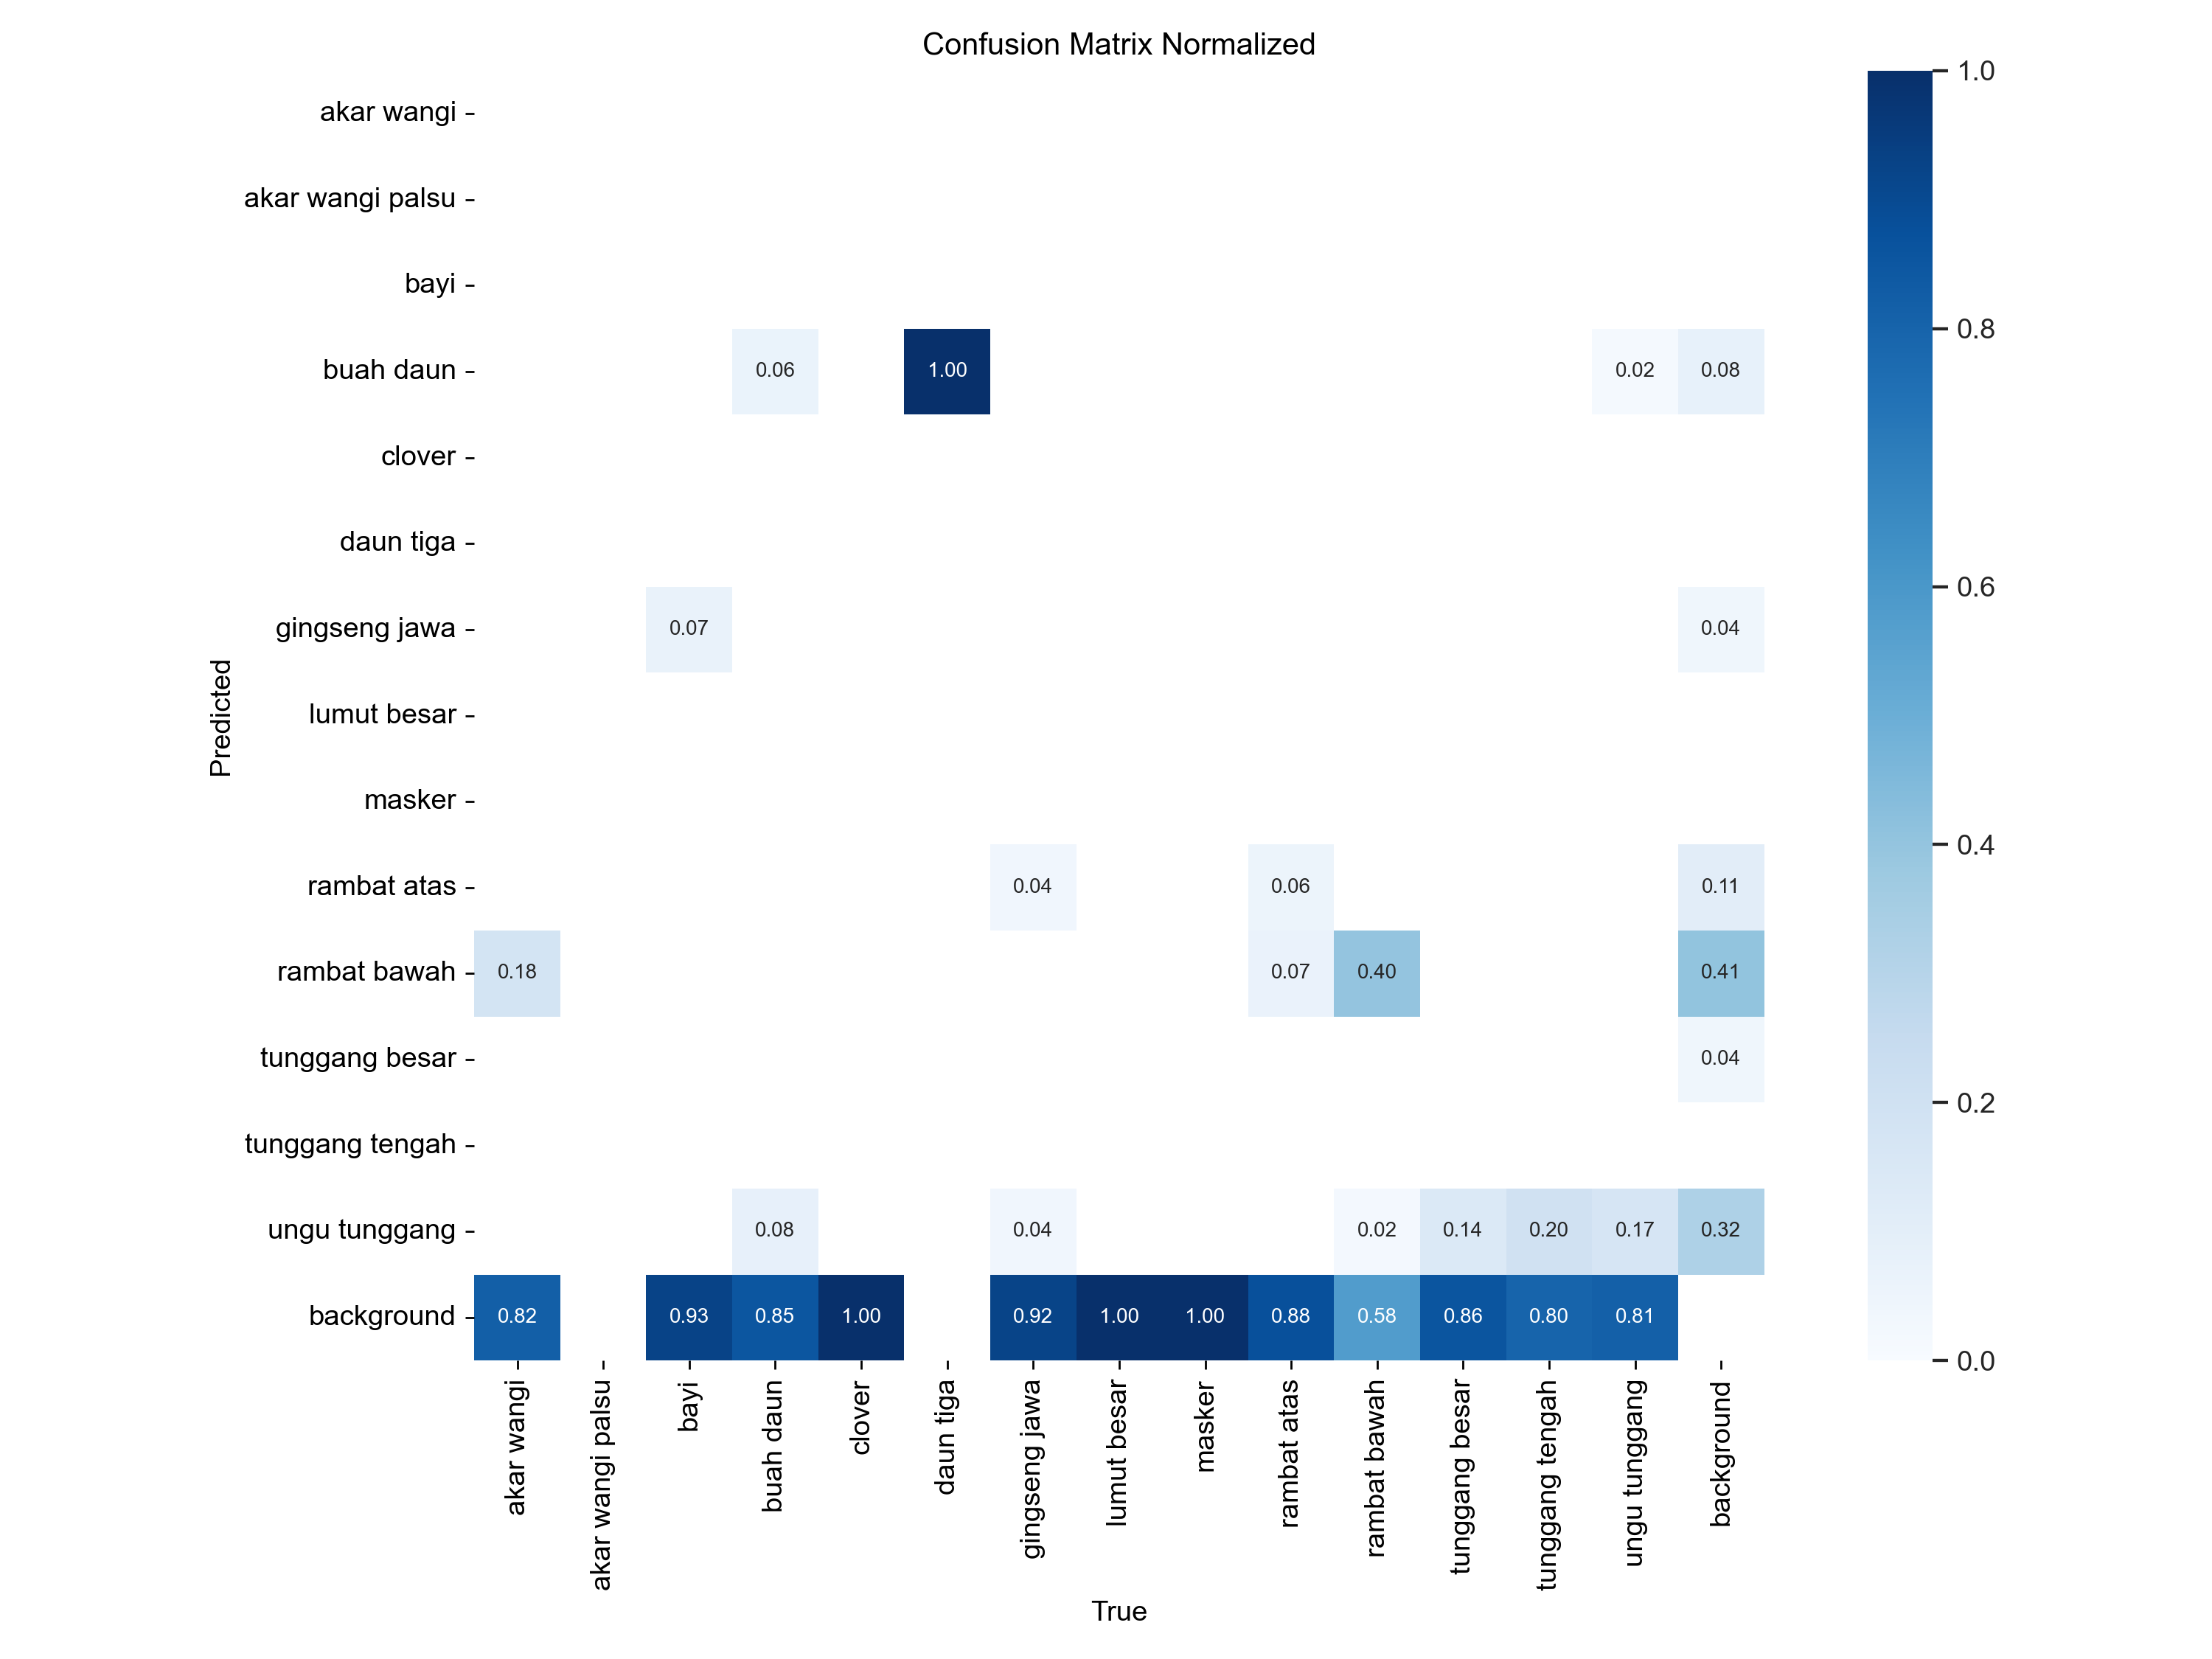 Confusion Matrix Normalized
akar wangi
akar wangi palsu
bayi
buah daun 0.06 1.00 0.02 0.08
clover
daun tiga
gingseng jawa 0.07 0.04
lumut besar
masker
rambat atas 0.04 0.06 0.11
rambat bawah 0.18 0.07 0.40 0.41
tunggang besar 0.04
tunggang tengah
ungu tunggang 0.08 0.04 0.02 0.14 0.20 0.17 0.32
background 0.82 0.93 0.85 1.00 0.92 1.00 1.00 0.88 0.58 0.86 0.80 0.81
Predicted
akar wangi
akar wangi palsu
bayi
buah daun
clover
daun tiga
gingseng jawa
lumut besar
masker
rambat atas
rambat bawah
tunggang besar
tunggang tengah
ungu tunggang
background
True
1.0
0.8
0.6
0.4
0.2
0.0